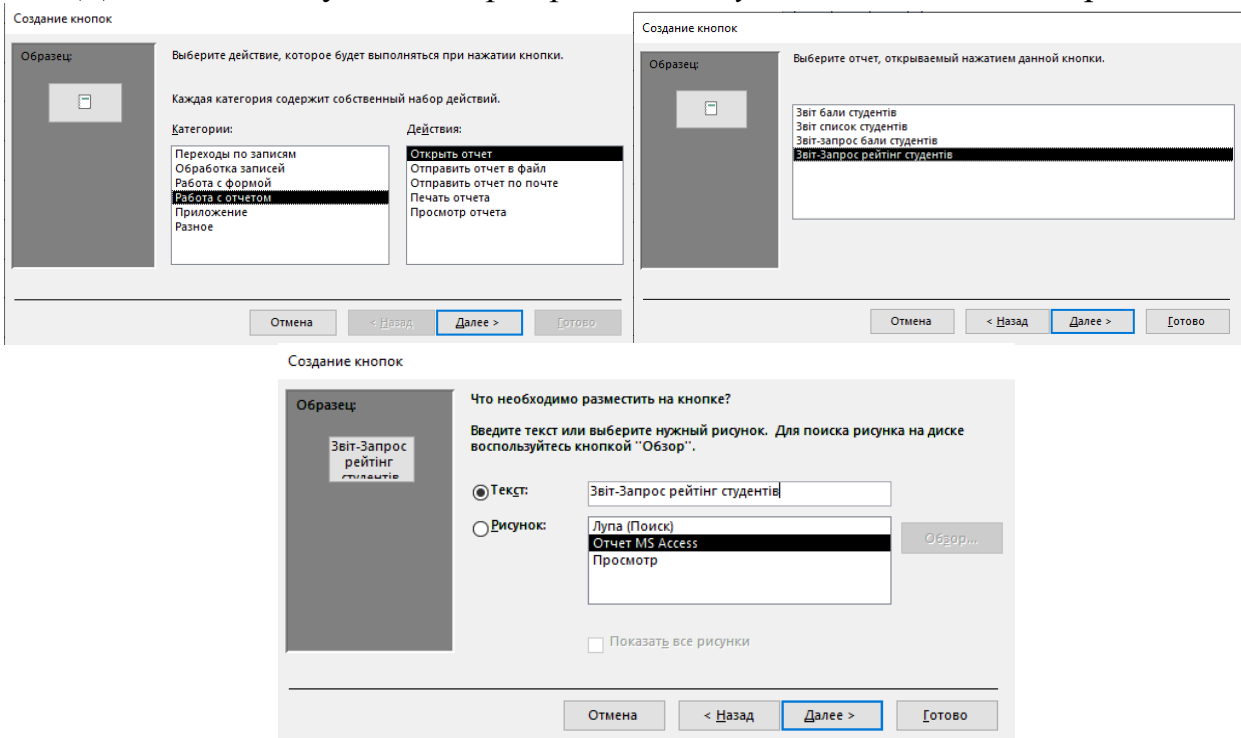 Создание кнопок
Образец:
Выберите действие, которое будет выполняться при нажатии кнопки.
Каждая категория содержит собственный набор действий.
Категории:
Действия:
Переходы по записям
Обработка записей
Работа с формой
Работа с отчетом
Приложение
Разное
Открыть отчет
Отправить отчет в файл
Отправить отчет по почте
Печать отчета
Просмотр отчета
Отмена
< Назад
Далее >
Готово
Создание кнопок
Образец:
Выберите отчет, открываемый нажатием данной кнопки.
Звіт бали студентів
Звіт список студентів
Звіт-запрос бали студентів
Звіт-Запрос рейтінг студентів
Отмена
< Назад
Далее >
Готово
Создание кнопок
Образец:
Звіт-Запрос
рейтінг
студентів
Что необходимо разместить на кнопке?
Введите текст или выберите нужный рисунок. Для поиска рисунка на диске
воспользуйтесь кнопкой "Обзор".
Текст:
Звіт-Запрос рейтінг студентів
Рисунок:
Лупа (Поиск)
Отчет MS Access
Просмотр
Обзор...
Показать все рисунки
Отмена
< Назад
Далее >
Готово